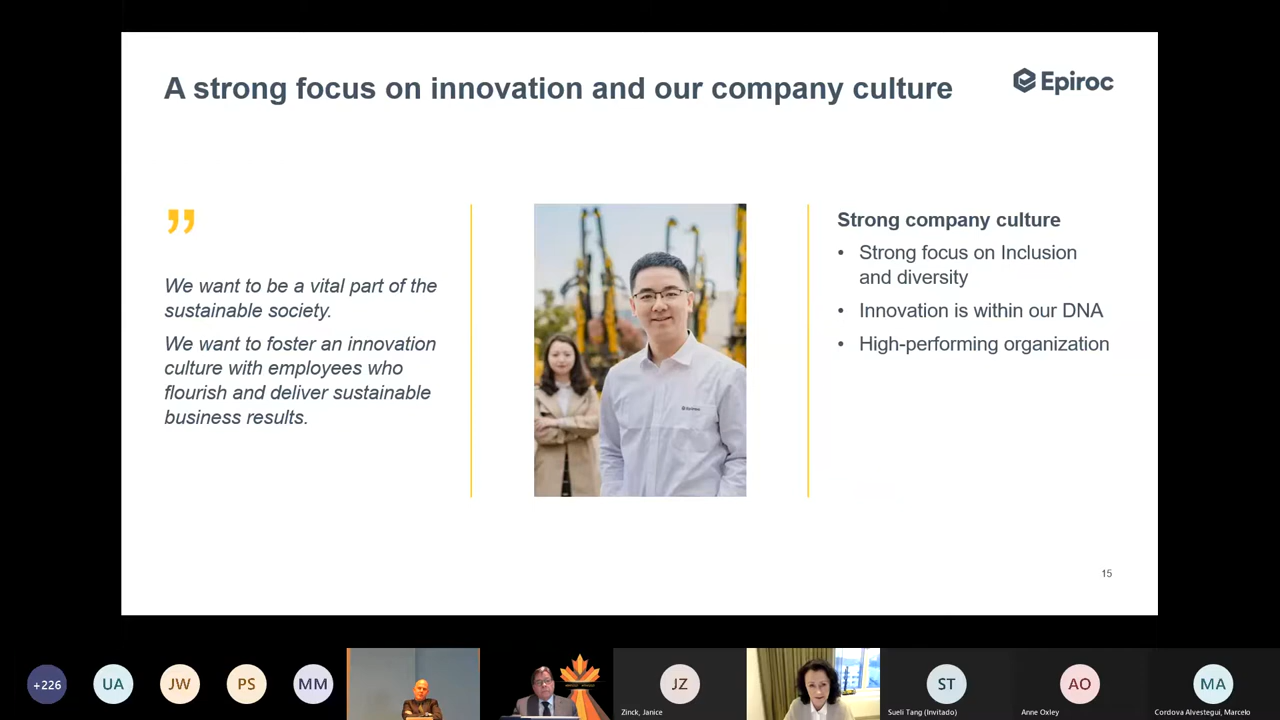 A strong focus on innovation and our company culture
Epiroc
”
We want to be a vital part of the
sustainable society.
We want to foster an innovation
culture with employees who
flourish and deliver sustainable
business results.
Strong company culture
• Strong focus on Inclusion
and diversity
• Innovation is within our DNA
• High-performing organization
Epiroc
15
+226
UA
JW
PS
MM
JZ
Zinck, Janice
ST
Sueli Tang (Invitado)
AO
Anne Oxley
MA
Cordova Alvestegui, Marcelo